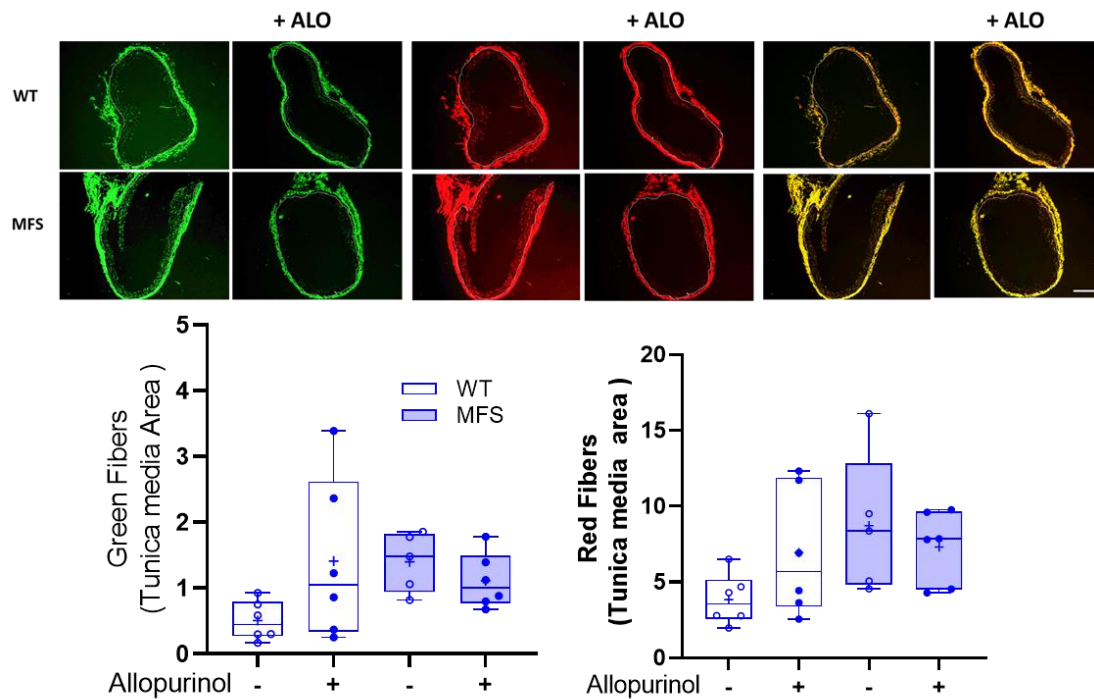 + ALO + ALO + ALO
WT
MFS
5
4
3
2
1
0
Green Fibers
(Tunica media Area )
WT
MFS
Allopurinol - + - +
20
15
10
5
0
Red Fibers
(Tunica media area )
Allopurinol - + - +